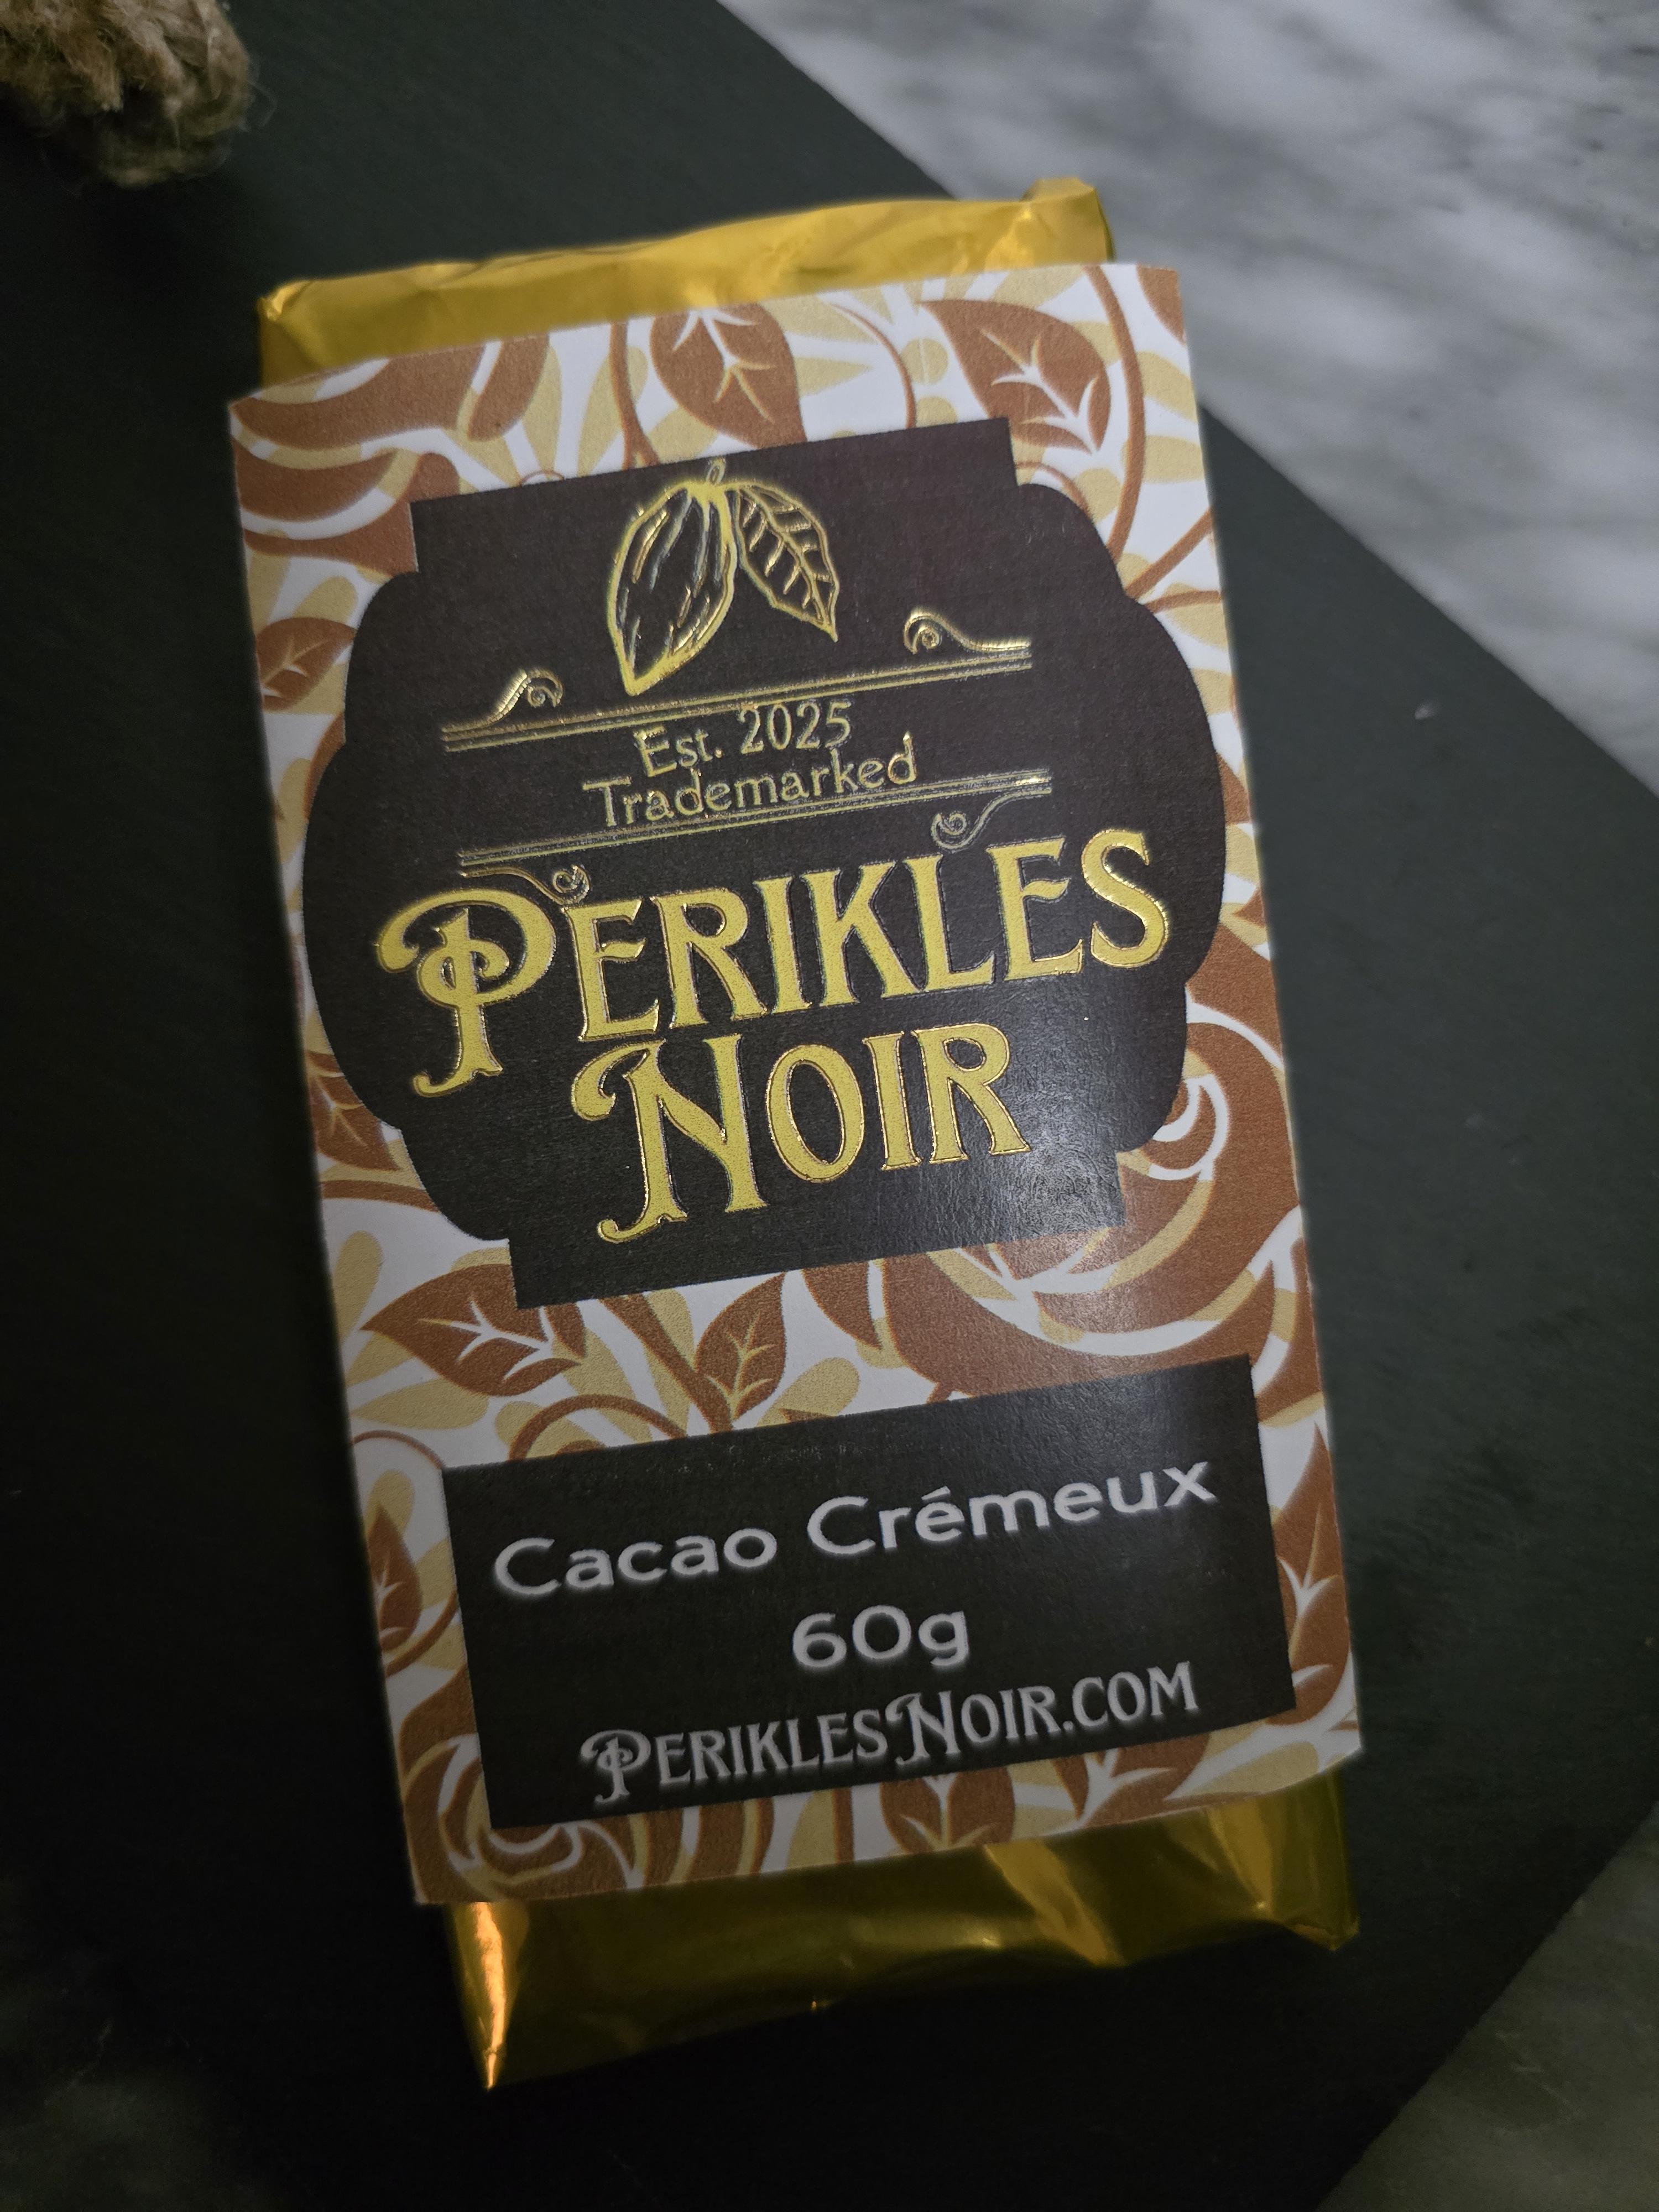 Est. 2025
Trademarked
PERIKLES
NOIR
Cacao Crémeux
60g
PERIKLESNOIR.COM